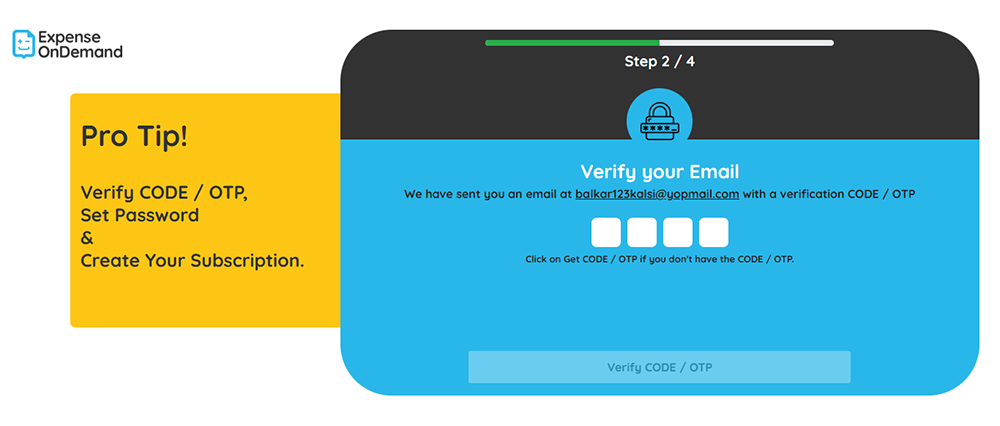 Expense
OnDemand
Step 2 / 4
Pro Tip!
Verify CODE / OTP,
Set Password
&
Create Your Subscription.
****_
Verify your Email
We have sent you an email at balkar123kalsi@yopmail.com with a verification CODE / OTP
Click on Get CODE / OTP if you don't have the CODE / OTP.
Verify CODE / OTP